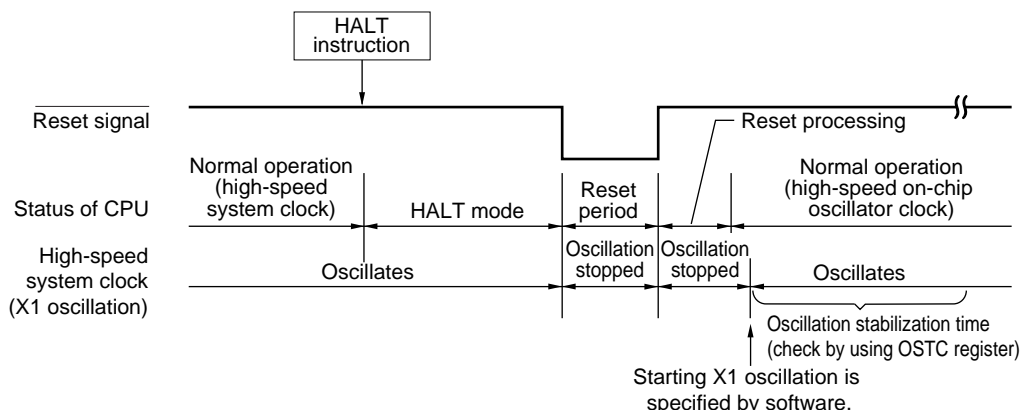 HALT
instruction
Reset signal
Reset processing
Normal operation
(high-speed
system clock)
Reset
period
Normal operation
(high-speed on-chip
oscillator clock)
Status of CPU
HALT mode
High-speed
system clock
(X1 oscillation)
Oscillates
Oscillation
stopped
Oscillation
stopped
Oscillates
Oscillation stabilization time
(check by using OSTC register)
Starting X1 oscillation is
specified by software.